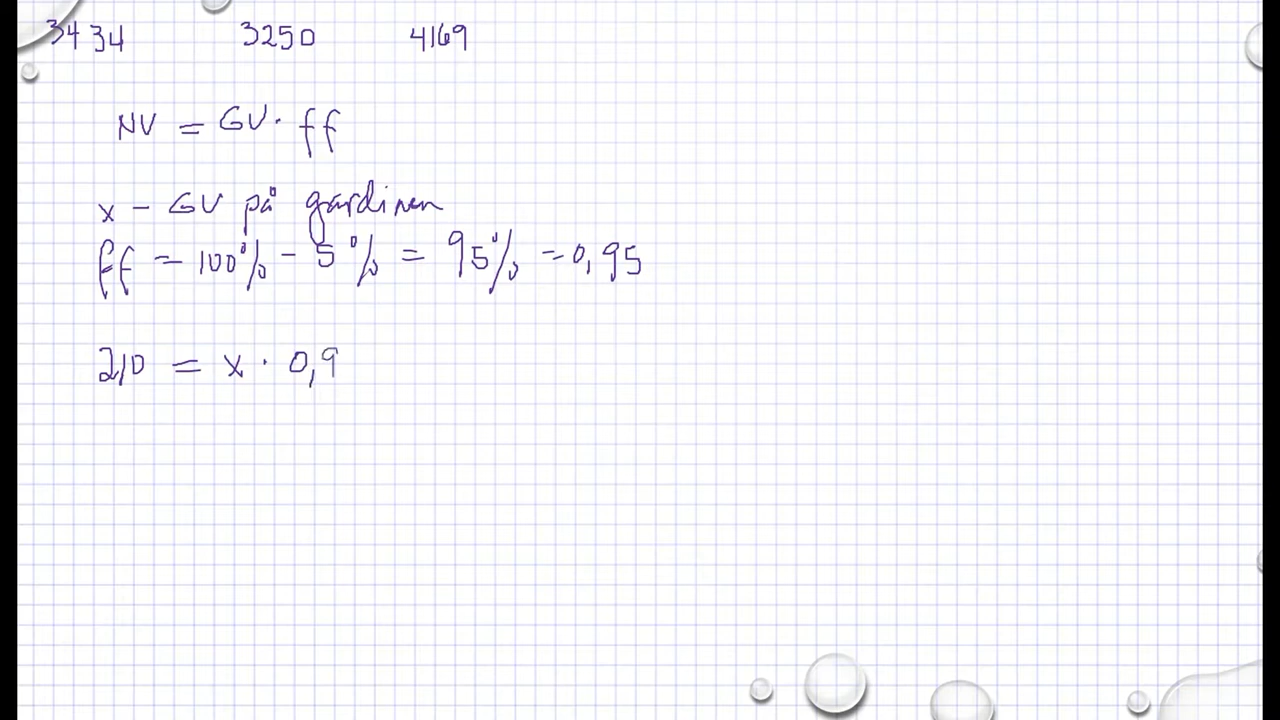 3434 3250 4169
NV = GV · ff
x - GV på gardinen
ff = 100% - 5% = 95% = 0,95
210 = x · 0,9